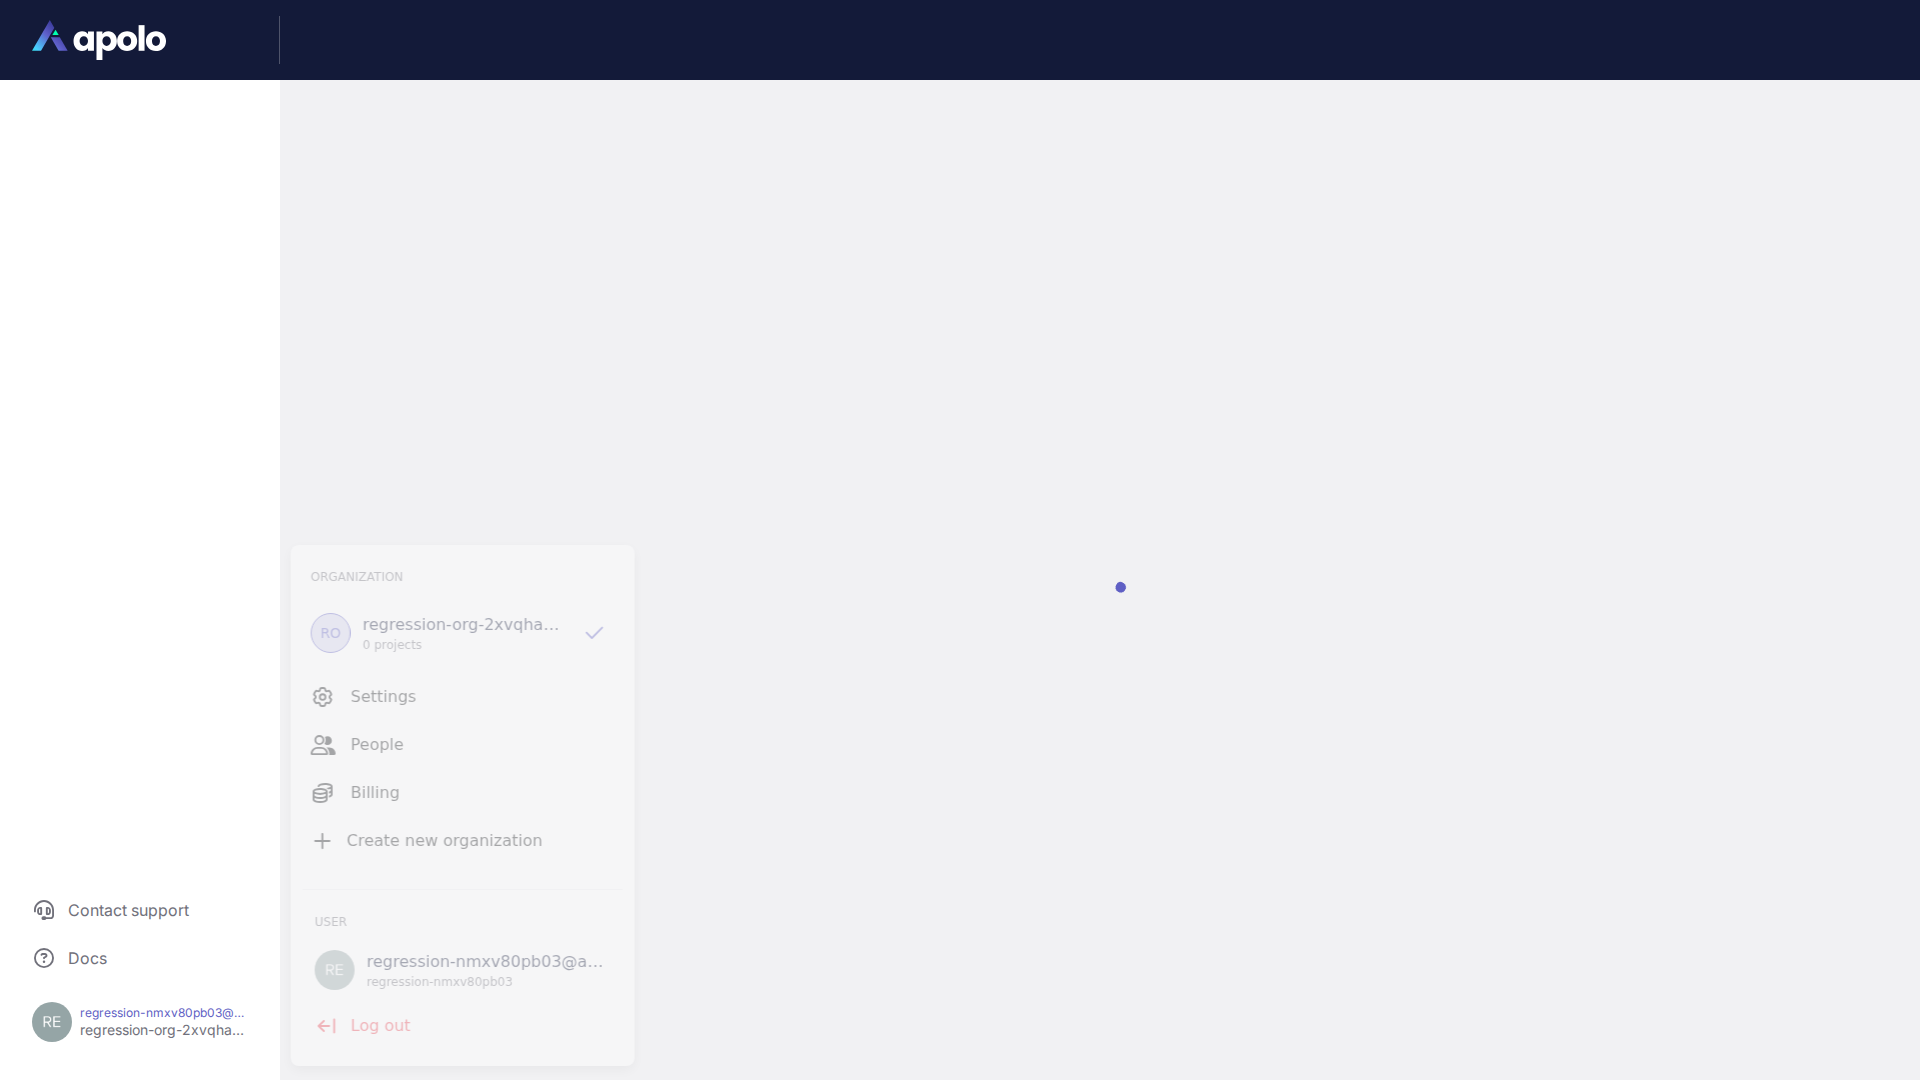 apolo
ORGANIZATION
RO
regression-org-2xvqha...
0 projects
Settings
People
Billing
Create new organization
USER
RE
regression-nmxv80pb03@a...
regression-nmxv80pb03
Log out
Contact support
Docs
RE
regression-nmxv80pb03@...
regression-org-2xvqha...